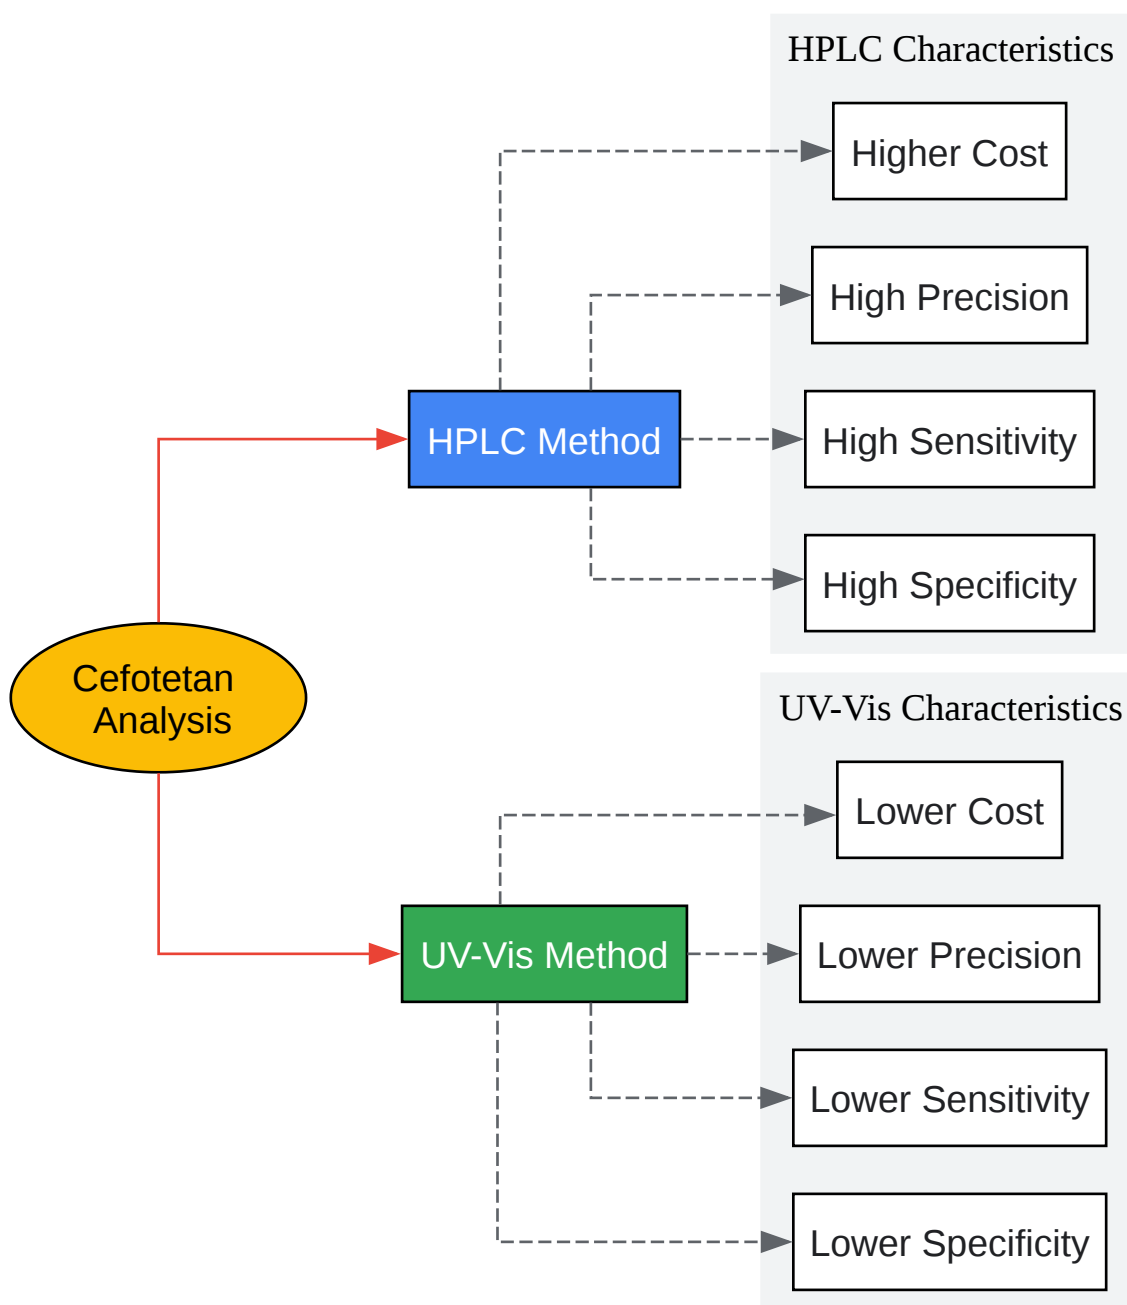 HPLC Characteristics
Higher Cost
High Precision
HPLC Method
High Sensitivity
High Specificity
Cefotetan
Analysis
UV-Vis Characteristics
Lower Cost
UV-Vis Method
Lower Precision
Lower Sensitivity
Lower Specificity